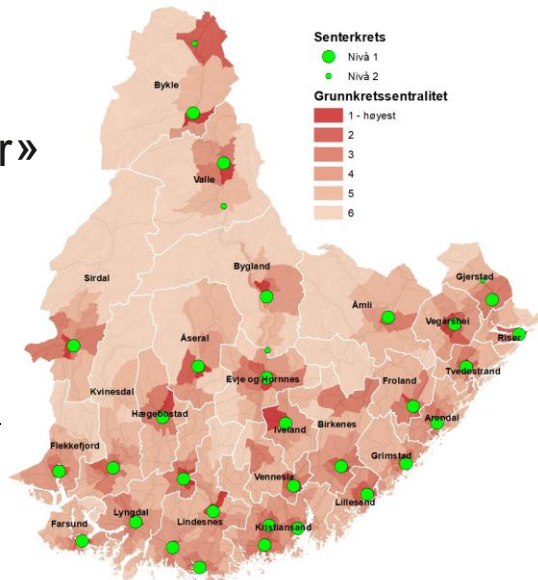 r»
Senterkrets
Nivå 1
Nivå 2
Grunnkretssentralitet
1 - høyest
2
3
4
5
6
Bykle
Valle
Sirdal
Bygland
Gjerstad
Åmli
Vegårshei
Risør
Åseral
Tvedestrand
Kvinesdal
Evje og Hornnes
Froland
Hægebostad
Iveland
Birkenes
Arendal
Flekkefjord
Grimstad
Vennesla
Lillesand
Lyngdal
Farsund
Lindesnes
Kristiansand